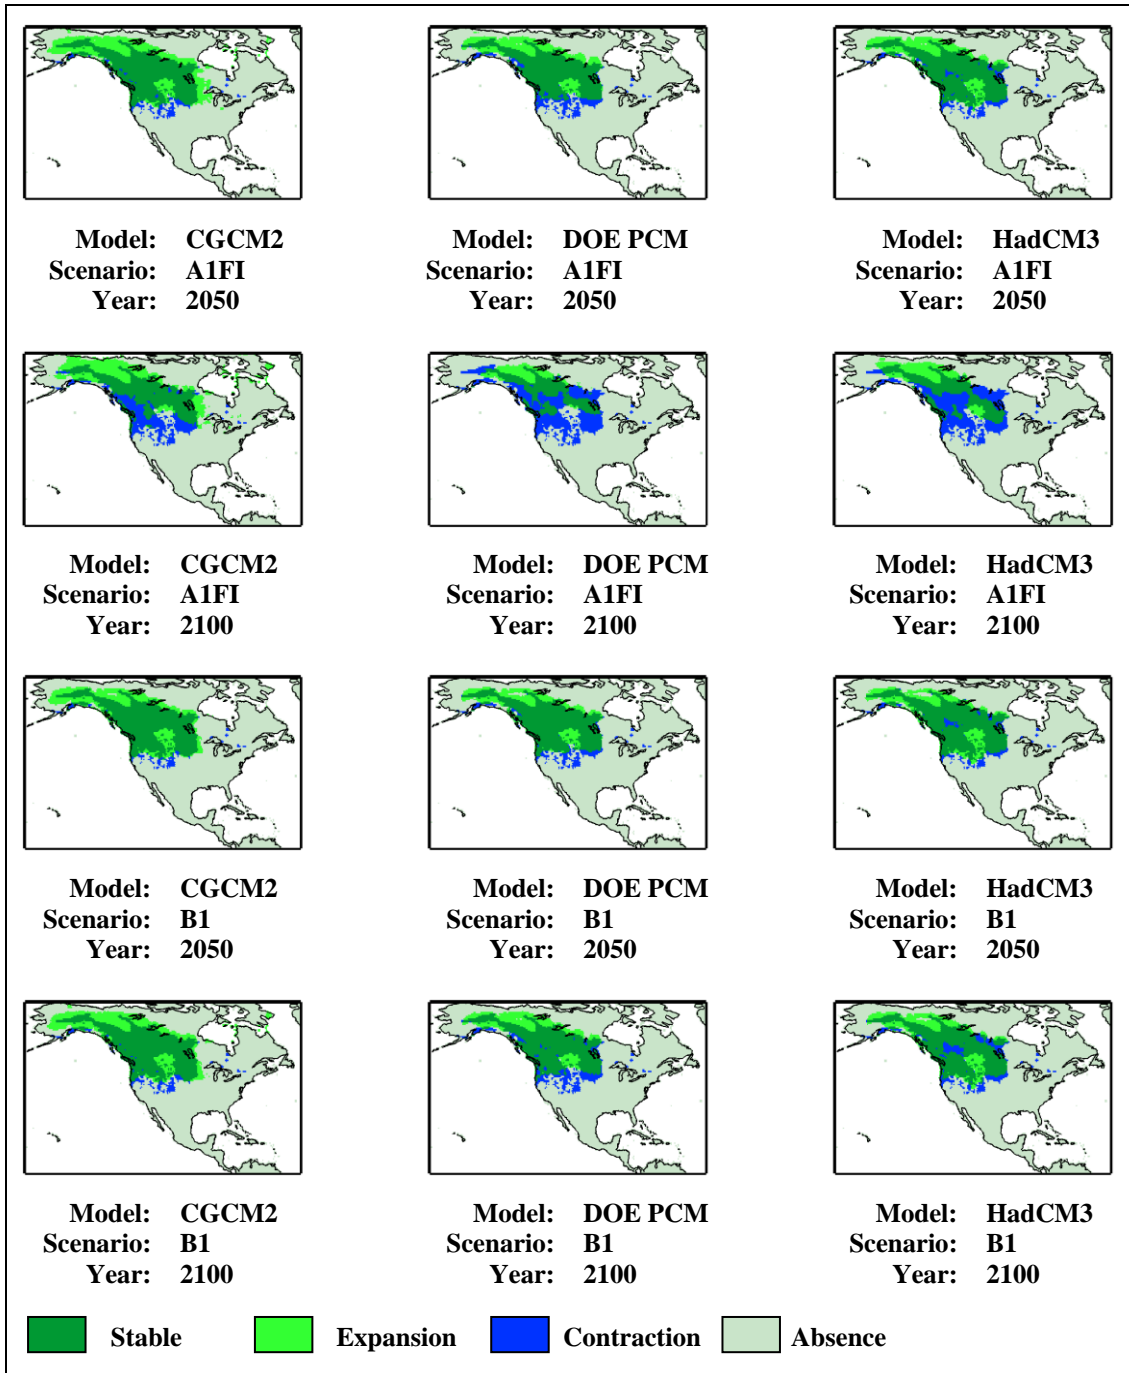 Model: CGCM2
Scenario: A1FI
Year: 2050
Model: DOE PCM
Scenario: A1FI
Year: 2050
Model: HadCM3
Scenario: A1FI
Year: 2050
Model: CGCM2
Scenario: A1FI
Year: 2100
Model: DOE PCM
Scenario: A1FI
Year: 2100
Model: HadCM3
Scenario: A1FI
Year: 2100
Model: CGCM2
Scenario: B1
Year: 2050
Model: DOE PCM
Scenario: B1
Year: 2050
Model: HadCM3
Scenario: B1
Year: 2050
Model: CGCM2
Scenario: B1
Year: 2100
Model: DOE PCM
Scenario: B1
Year: 2100
Model: HadCM3
Scenario: B1
Year: 2100
Stable Expansion Contraction Absence